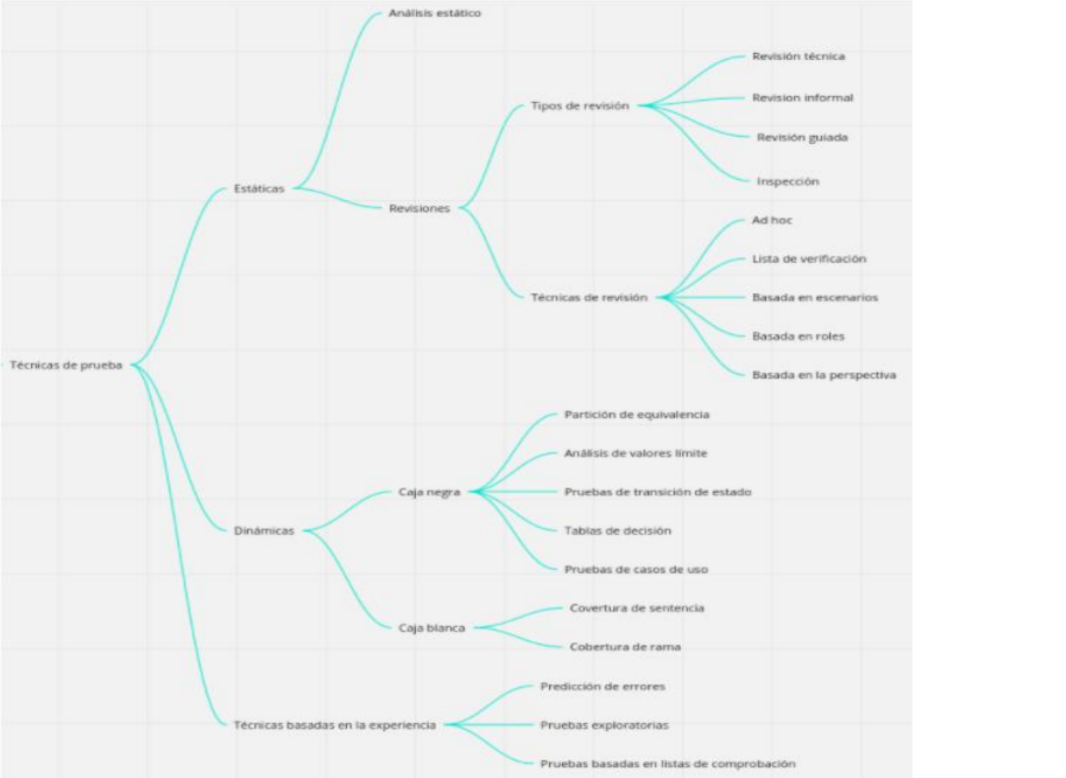 Análisis estático
Revisión técnica
Revision informal
Tipos de revisión
Revisión guiada
Inspección
Estáticas
Revisiones
Ad hoc
Lista de verificación
Técnicas de revisión
Basada en escenarios
Basada en roles
Técnicas de prueba
Basada en la perspectiva
Partición de equivalencia
Análisis de valores límite
Caja negra
Pruebas de transición de estado
Dinámicas
Tablas de decisión
Pruebas de casos de uso
Covertura de sentencia
Caja blanca
Cobertura de rama
Predicción de errores
Técnicas basadas en la experiencia
Pruebas exploratorias
Pruebas basadas en listas de comprobación